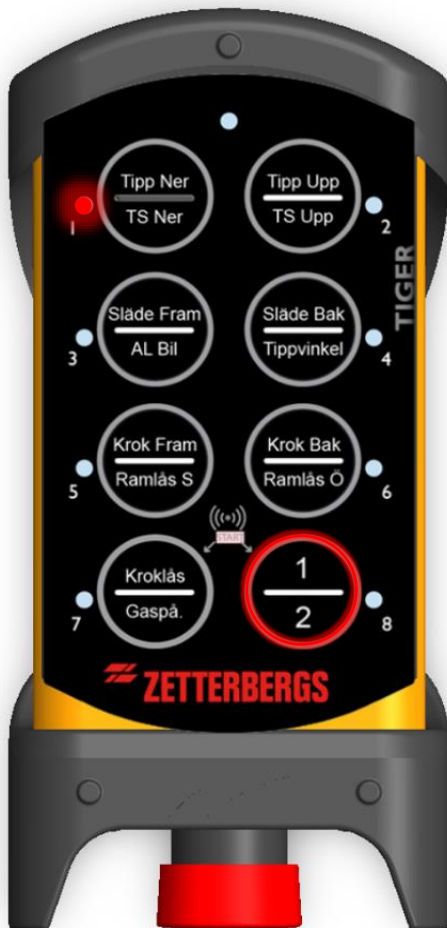 Tipp Ner
TS Ner
Tipp Upp
TS Upp
1
2
TIGER
Släde Fram
AL Bil
Släde Bak
Tippvinkel
3
4
Krok Fram
Ramlås S
Krok Bak
Ramlås Ö
5
6
START
Kroklås
Gaspå.
1
2
7
8
ZETTERBERGS